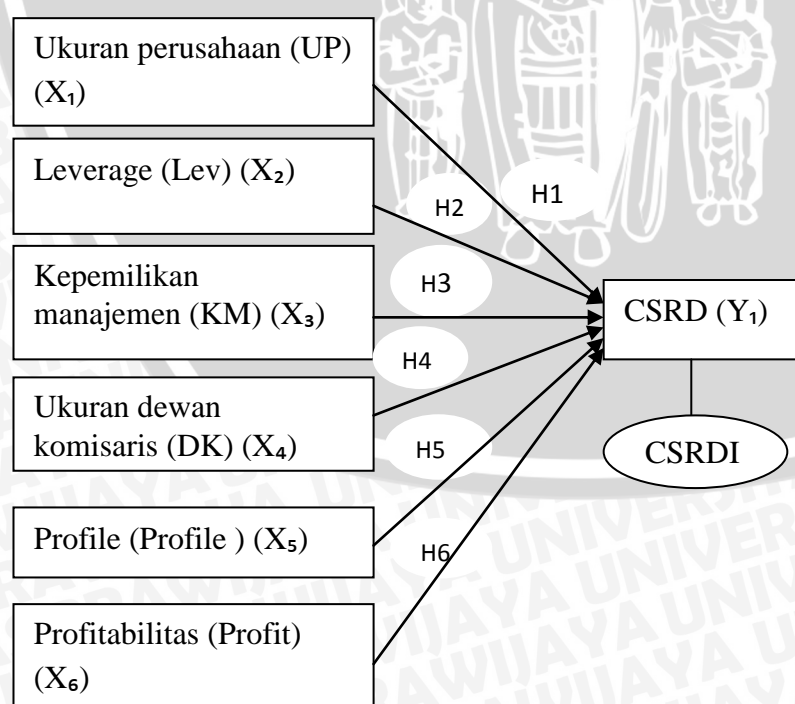 Ukuran perusahaan (UP)
(X₁)
Leverage (Lev) (X₂)
Kepemilikan
manajemen (KM) (X₃)
Ukuran dewan
komisaris (DK) (X₄)
Profile (Profile ) (X₅)
Profitabilitas (Profit)
(X₆)
H1
H2
H3
H4
H5
H6
CSRD (Y₁)
CSRDI